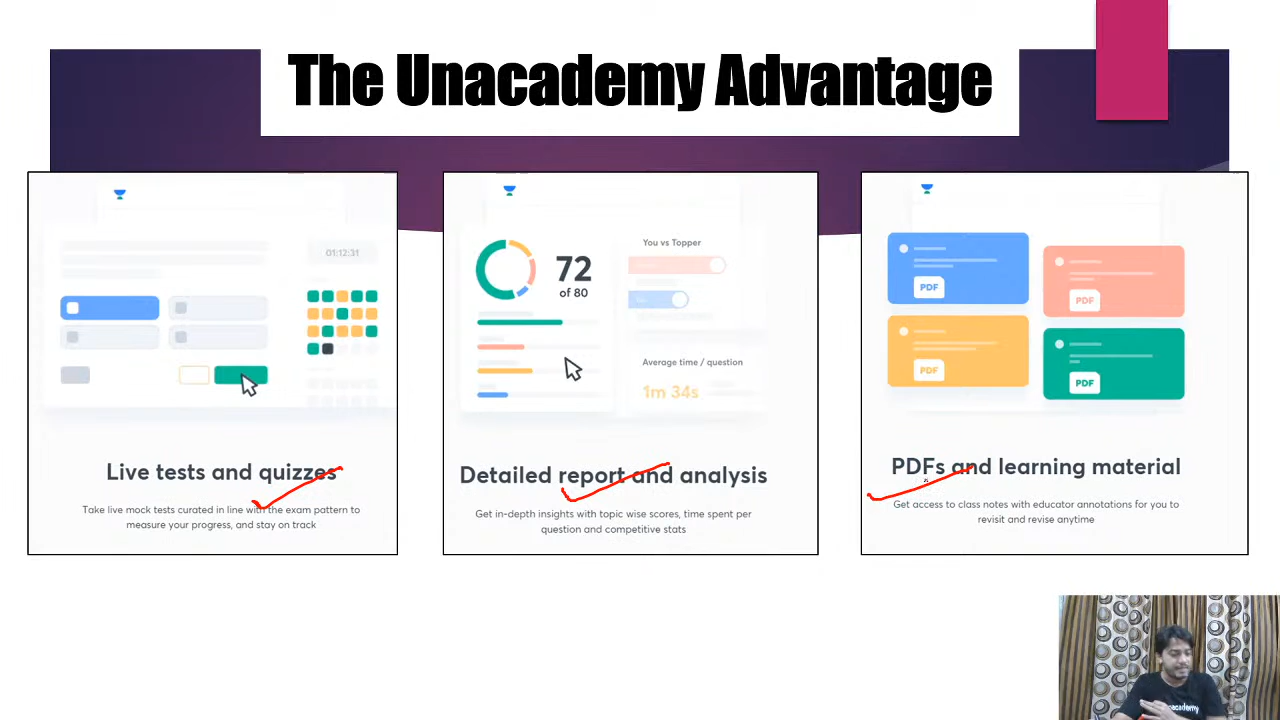 The Unacademy Advantage
01:12:31
Live tests and quizzes
Take live mock tests curated in line with the exam pattern to
measure your progress, and stay on track
72
of 80
You vs Topper
Average time / question
1m 34s
Detailed report and analysis
Get in-depth insights with topic wise scores, time spent per
question and competitive stats
PDF
PDF
PDF
PDF
PDFs and learning material
Get access to class notes with educator annotations for you to
revisit and revise anytime